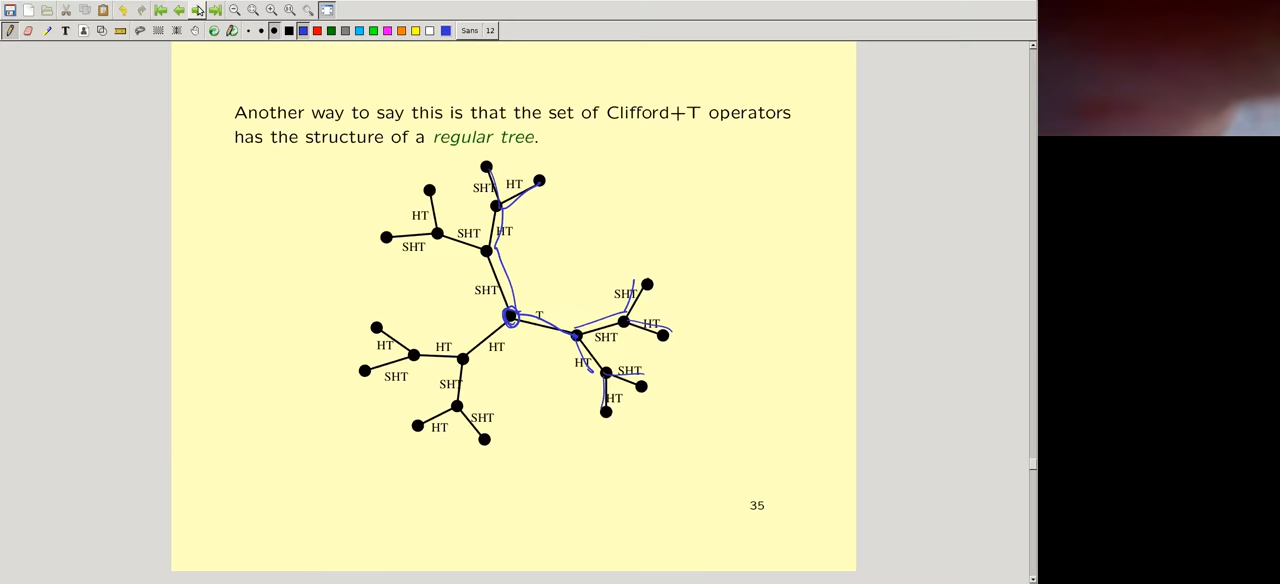 Sans 12
Another way to say this is that the set of Clifford+T operators
has the structure of a regular tree.
SHT HT
HT
SHT HT
SHT
SHT
SHT
T HT
HT SHT
HT HT HT SHT
SHT SHT HT
SHT
HT
35